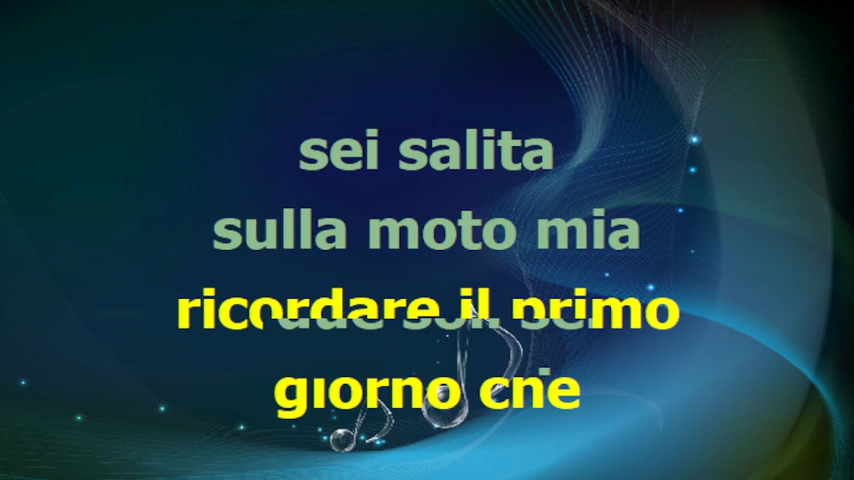 sei salita
sulla moto mia
ricordare il primo
giorno che